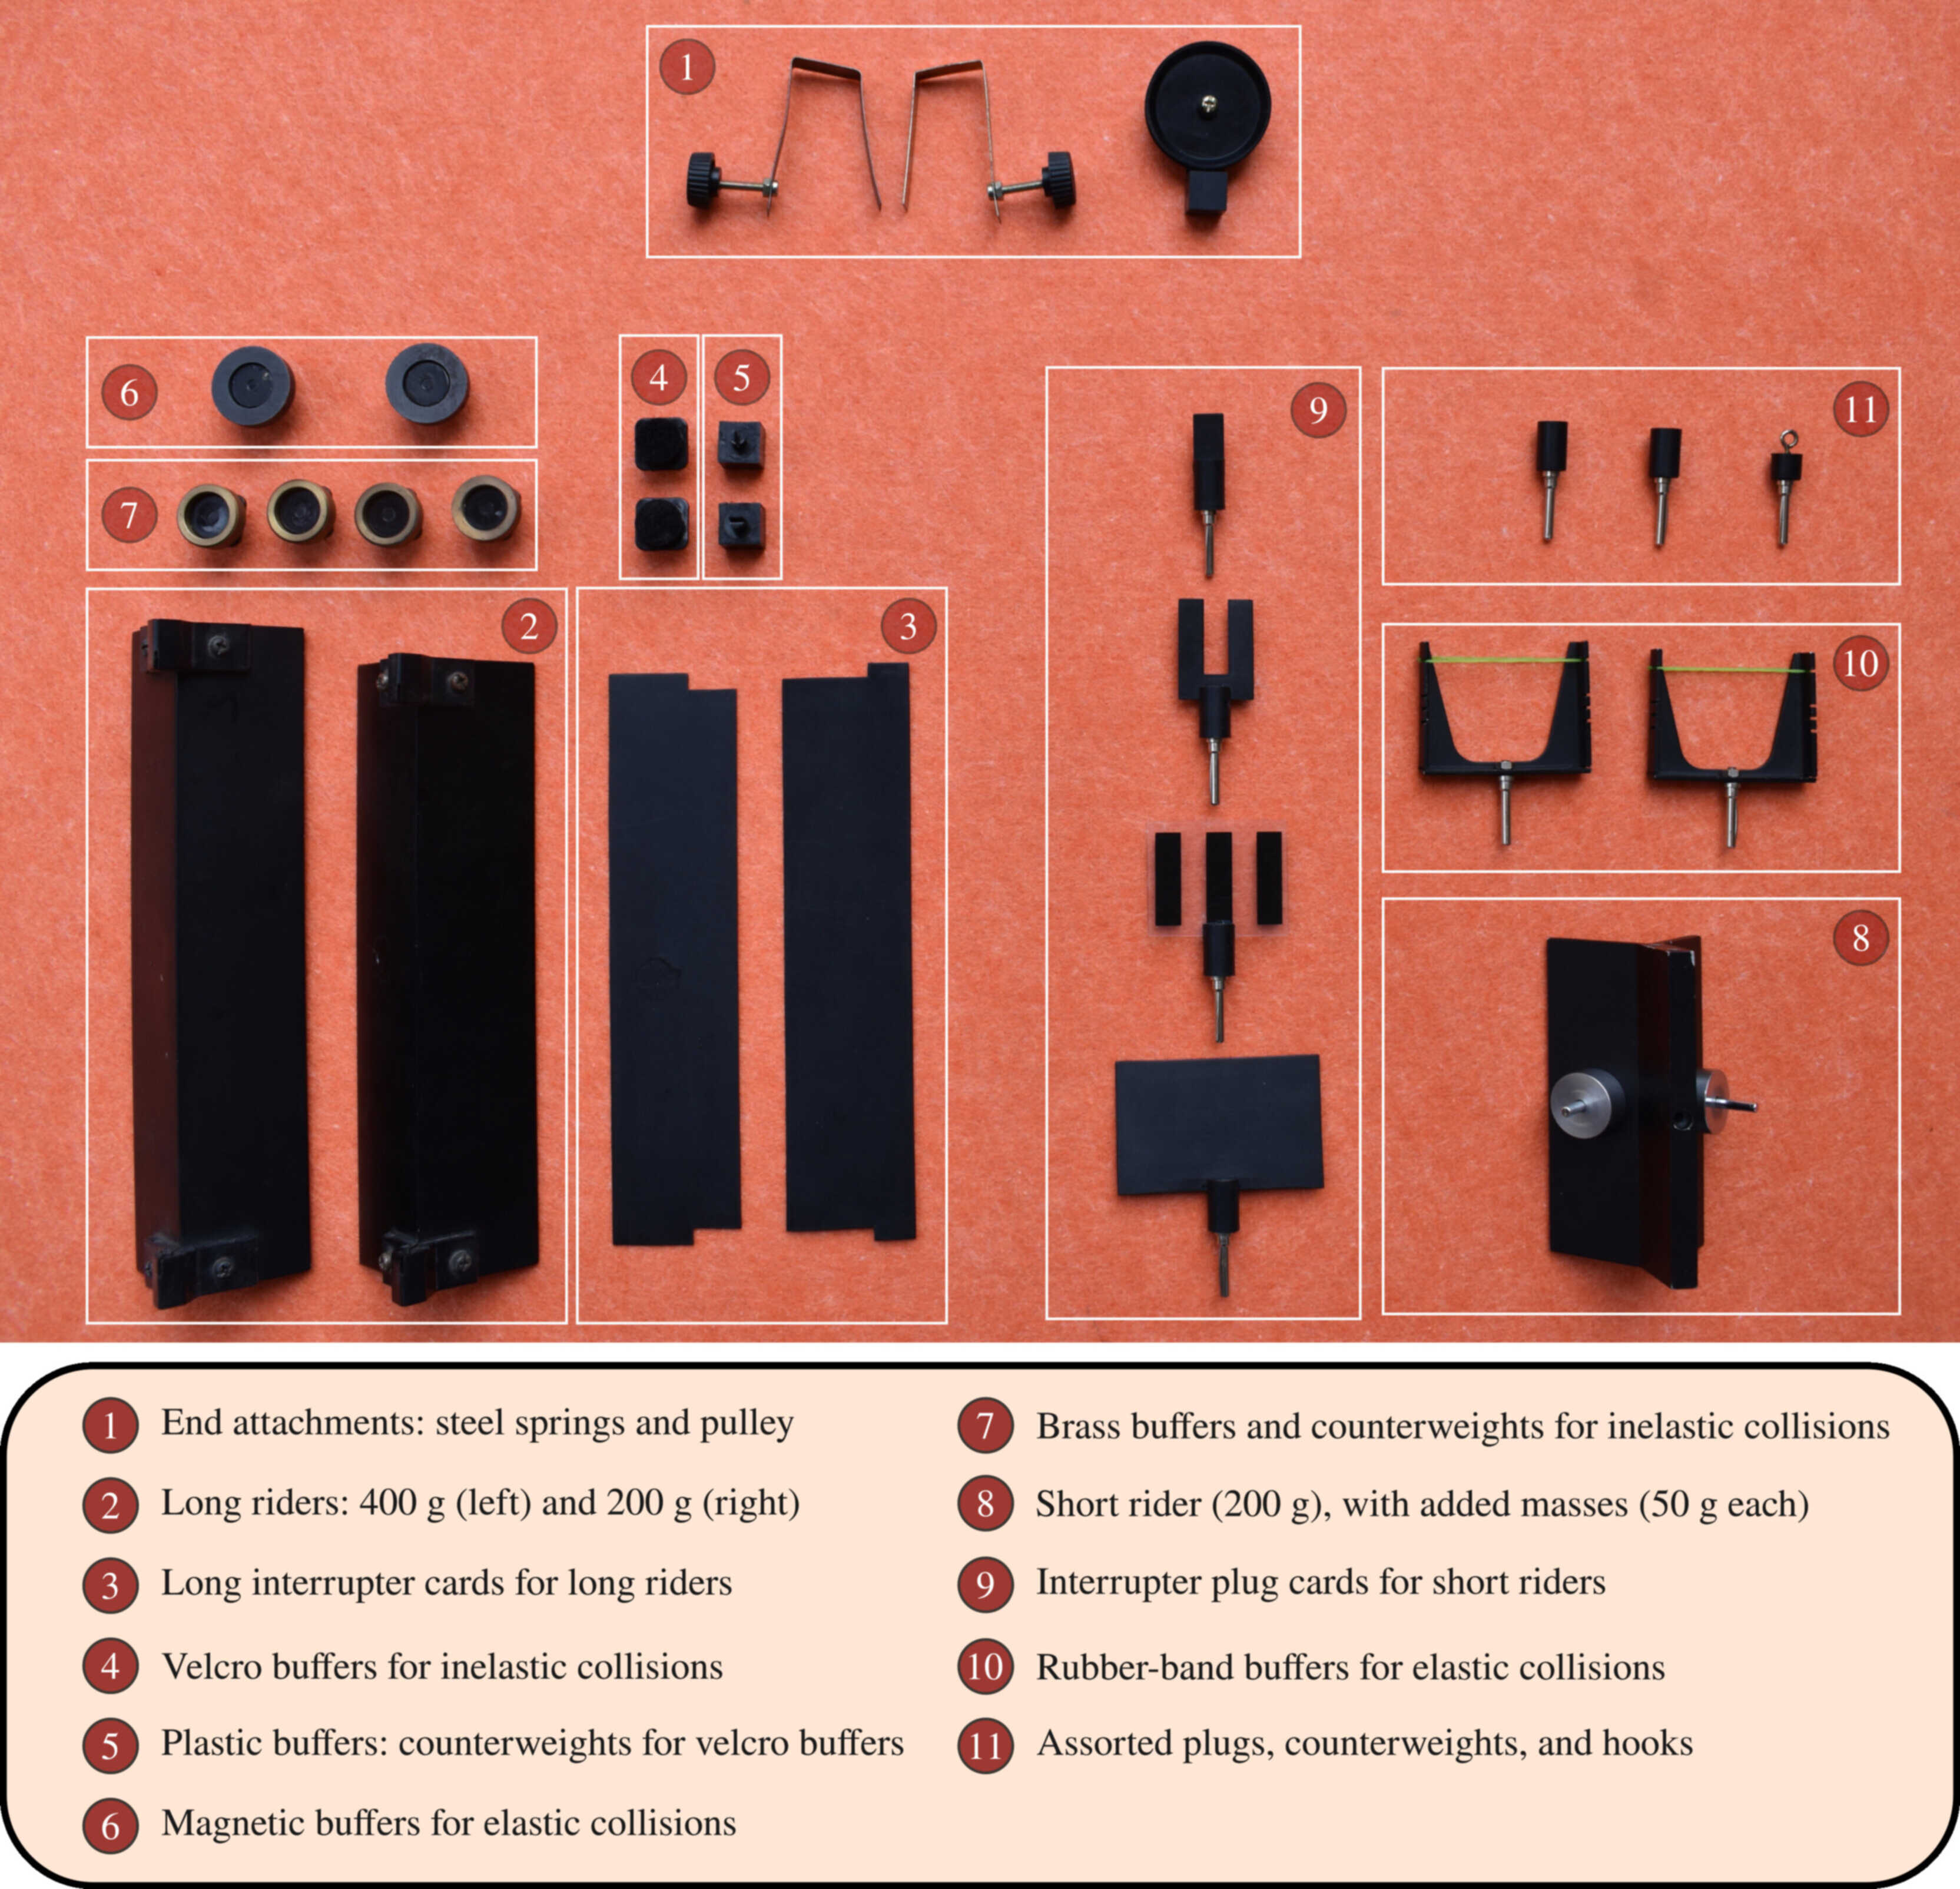 1
6
4
5
9
11
7
2
3
10
8
1 End attachments: steel springs and pulley
2 Long riders: 400 g (left) and 200 g (right)
3 Long interrupter cards for long riders
4 Velcro buffers for inelastic collisions
5 Plastic buffers: counterweights for velcro buffers
6 Magnetic buffers for elastic collisions
7 Brass buffers and counterweights for inelastic collisions
8 Short rider (200 g), with added masses (50 g each)
9 Interrupter plug cards for short riders
10 Rubber-band buffers for elastic collisions
11 Assorted plugs, counterweights, and hooks